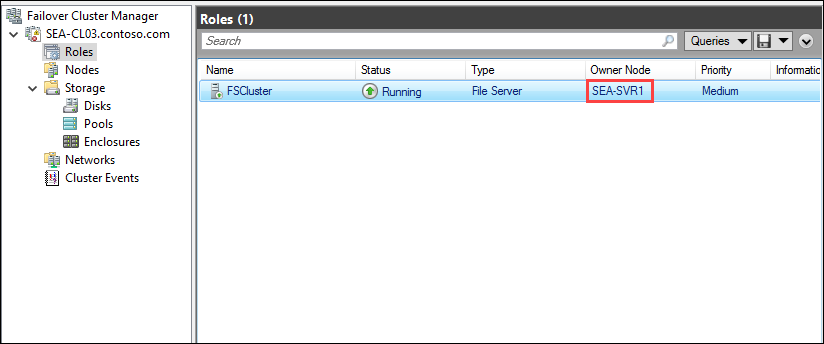 Failover Cluster Manager
SEA-CL03.contoso.com
Roles
Nodes
Storage
Disks
Pools
Enclosures
Networks
Cluster Events
Roles (1)
Search
Queries
Name Status Type Owner Node Priority Informatio
FSCluster Running File Server SEA-SVR1 Medium